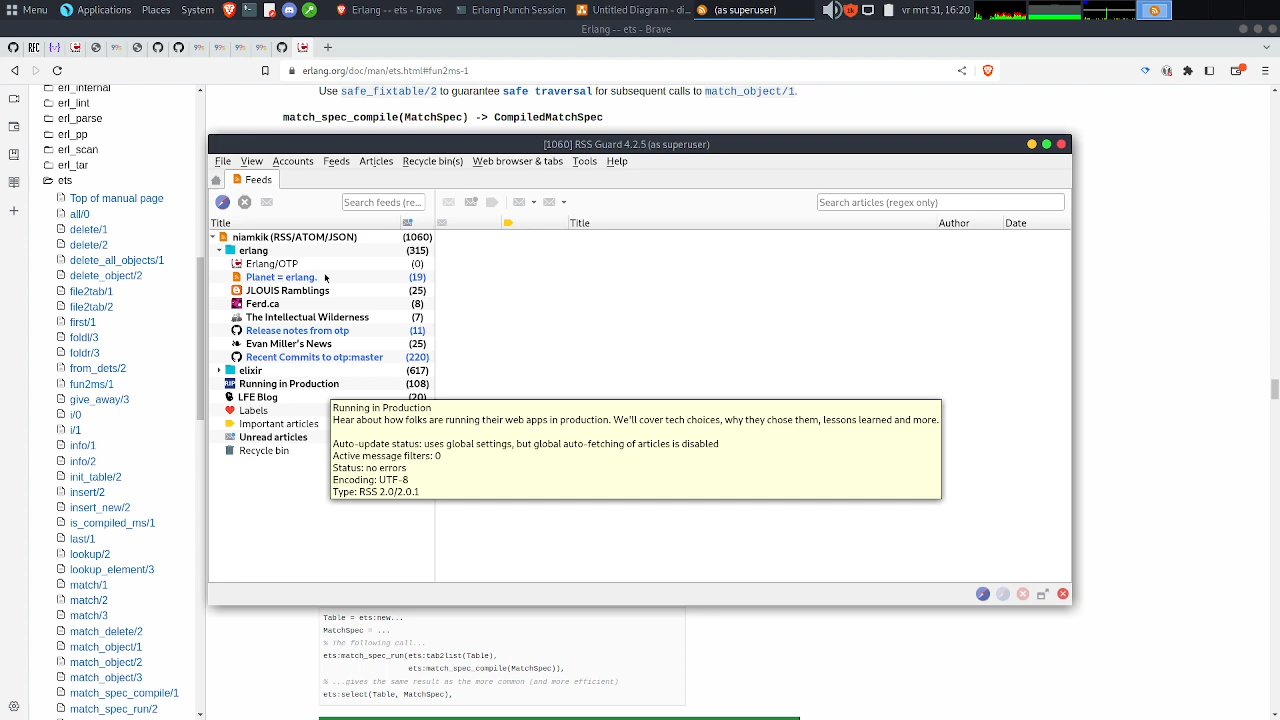 Menu Applications Places System Erlang -- ets - Brave Erlang Punch Session Untitled Diagram - di... (as superuser) vr mrt 31, 16:20
Erlang -- ets - Brave
erlang.org/doc/man/ets.html#fun2ms-1
erl_internal
erl_lint
erl_parse
erl_pp
erl_scan
erl_tar
ets
Top of manual page
all/0
delete/1
delete/2
delete_all_objects/1
delete_object/2
file2tab/1
file2tab/2
first/1
foldl/3
foldr/3
from_dets/2
fun2ms/1
give_away/3
i/0
i/1
info/1
info/2
init_table/2
insert/2
insert_new/2
is_compiled_ms/1
last/1
lookup/2
lookup_element/3
match/1
match/2
match/3
match_delete/2
match_object/1
match_object/2
match_object/3
match_spec_compile/1
match_spec_run/2
Use safe_fixtable/2 to guarantee safe traversal for subsequent calls to match_object/1.
match_spec_compile(MatchSpec) -> CompiledMatchSpec
[1060] RSS Guard 4.2.5 (as superuser)
File View Accounts Feeds Articles Recycle bin(s) Web browser & tabs Tools Help
Feeds
Search feeds (re... Search articles (regex only)
Title Title Author Date
niamkik (RSS/ATOM/JSON) (1060)
erlang (315)
Erlang/OTP (0)
Planet = erlang. (19)
JLOUIS Ramblings (25)
Ferd.ca (8)
The Intellectual Wilderness (7)
Release notes from otp (11)
Evan Miller's News (25)
Recent Commits to otp:master (220)
elixir (617)
Running in Production (108)
LFE Blog (20)
Labels
Important articles
Unread articles
Recycle bin
Running in Production
Hear about how folks are running their web apps in production. We'll cover tech choices, why they chose them, lessons learned and more.
Auto-update status: uses global settings, but global auto-fetching of articles is disabled
Active message filters: 0
Status: no errors
Encoding: UTF-8
Type: RSS 2.0/2.0.1
Table = ets:new...
MatchSpec = ...
% The following call...
ets:match_spec_run(ets:tab2list(Table),
ets:match_spec_compile(MatchSpec)),
% ...gives the same result as the more common (and more efficient)
ets:select(Table, MatchSpec),